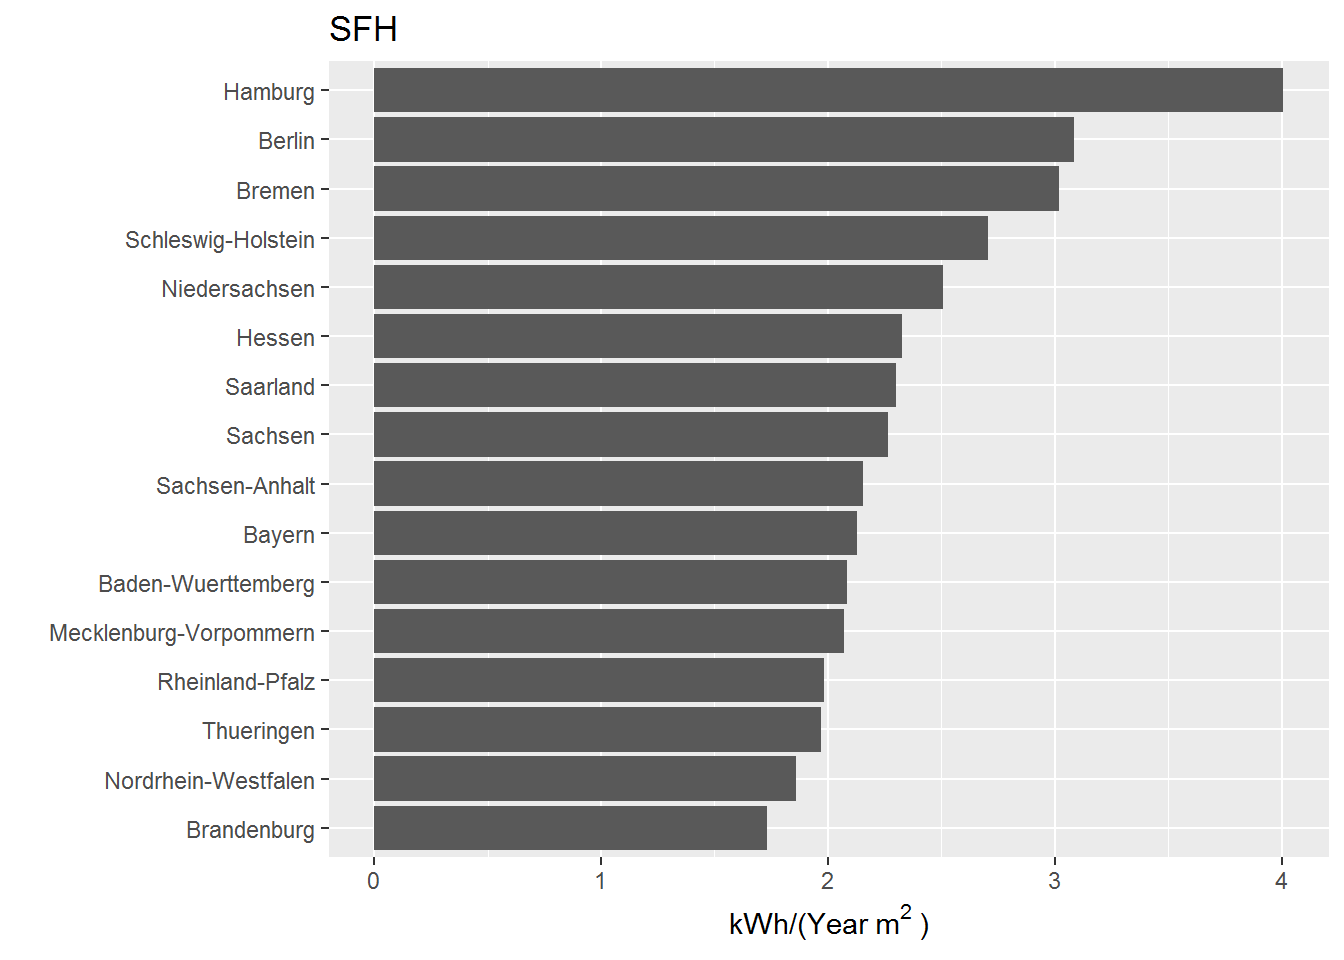 SFH
Hamburg
Berlin
Bremen
Schleswig-Holstein
Niedersachsen
Hessen
Saarland
Sachsen
Sachsen-Anhalt
Bayern
Baden-Wuerttemberg
Mecklenburg-Vorpommern
Rheinland-Pfalz
Thueringen
Nordrhein-Westfalen
Brandenburg
0 1 2 3 4
kWh/(Year m² )